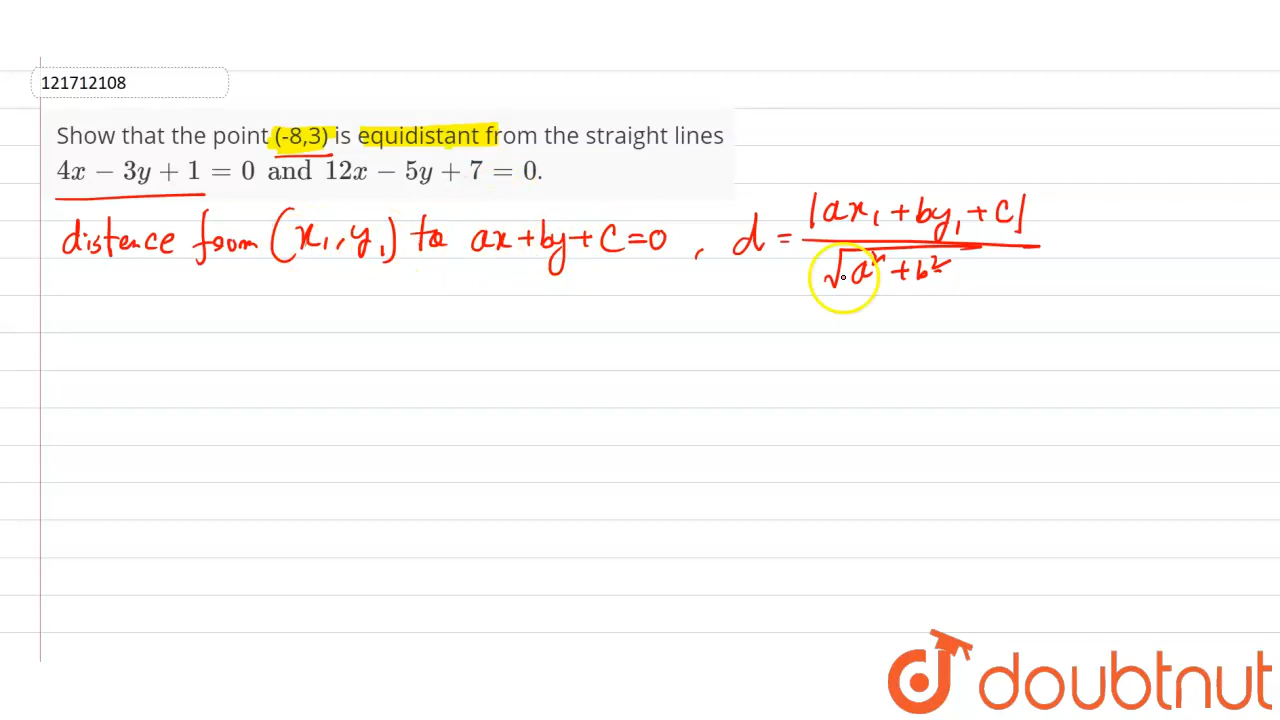 121712108
Show that the point (-8,3) is equidistant from the straight lines
4x − 3y + 1 = 0 and 12x − 5y + 7 = 0.
distence from (x₁, y₁) to ax+by+c=0 , d = |ax₁ + by₁ + c| / √a² + b²
doubtnut